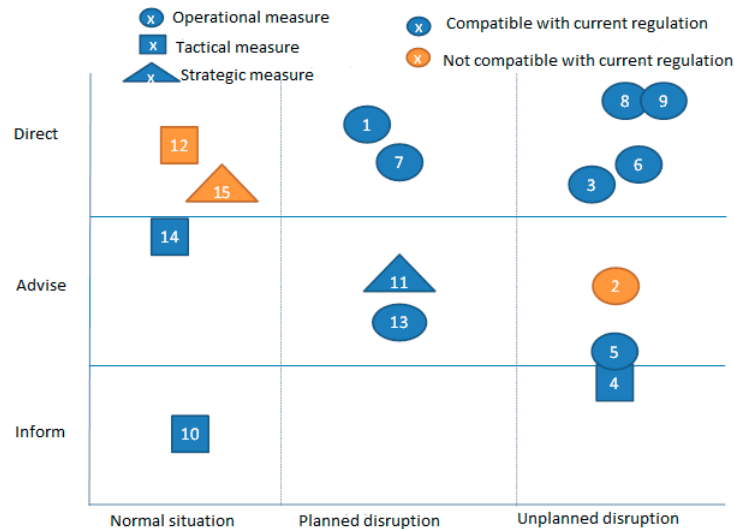 x Operational measure
x Tactical measure
x Strategic measure
x Compatible with current regulation
x Not compatible with current regulation
Direct
12
15
1
7
8 9
6
3
Advise
14
11
13
2
5
Inform
10
4
Normal situation
Planned disruption
Unplanned disruption